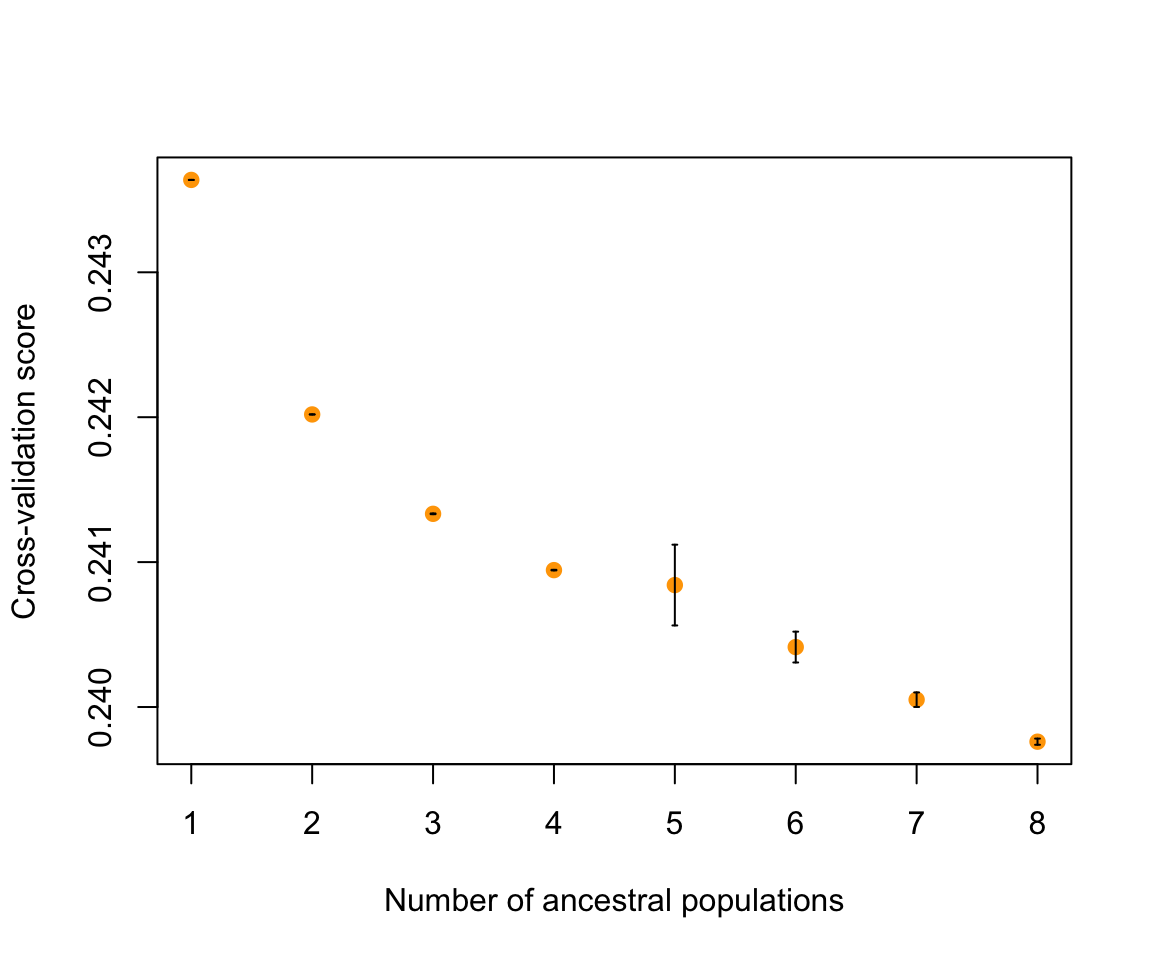 Cross-validation score
0.243
0.242
0.241
0.240
1 2 3 4 5 6 7 8
Number of ancestral populations